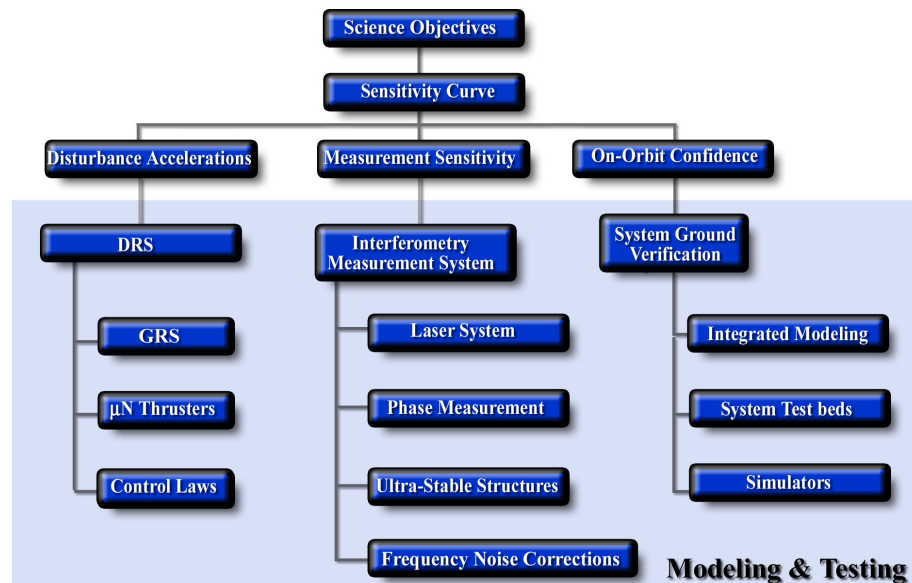 Science Objectives
Sensitivity Curve
Disturbance Accelerations
Measurement Sensitivity
On-Orbit Confidence
DRS
Interferometry
Measurement System
System Ground
Verification
GRS
μN Thrusters
Control Laws
Laser System
Phase Measurement
Ultra-Stable Structures
Frequency Noise Corrections
Integrated Modeling
System Test beds
Simulators
Modeling & Testing